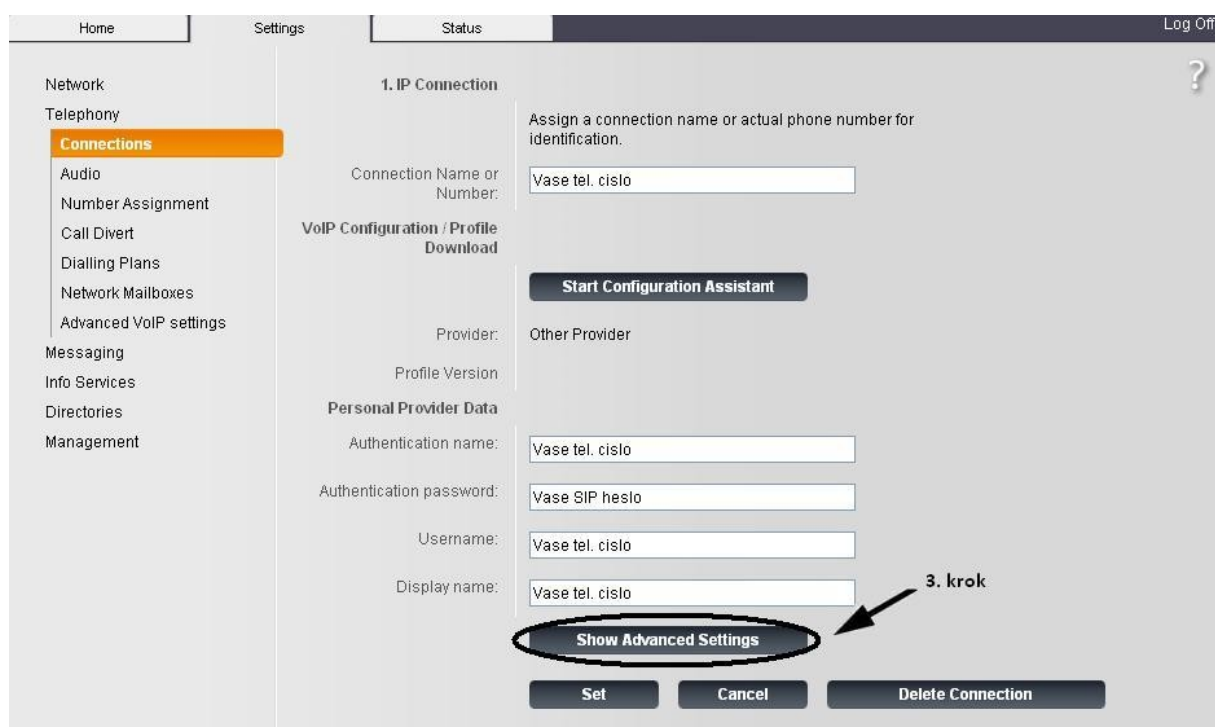 Home
Settings
Status
Log Off
?
Network
Telephony
Connections
Audio
Number Assignment
Call Divert
Dialling Plans
Network Mailboxes
Advanced VoIP settings
Messaging
Info Services
Directories
Management
1. IP Connection
Assign a connection name or actual phone number for
identification.
Connection Name or
Number:
Vase tel. cislo
VoIP Configuration / Profile
Download
Start Configuration Assistant
Provider:
Other Provider
Profile Version
Personal Provider Data
Authentication name:
Vase tel. cislo
Authentication password:
Vase SIP heslo
Username:
Vase tel. cislo
Display name:
Vase tel. cislo
3. krok
Show Advanced Settings
Set
Cancel
Delete Connection